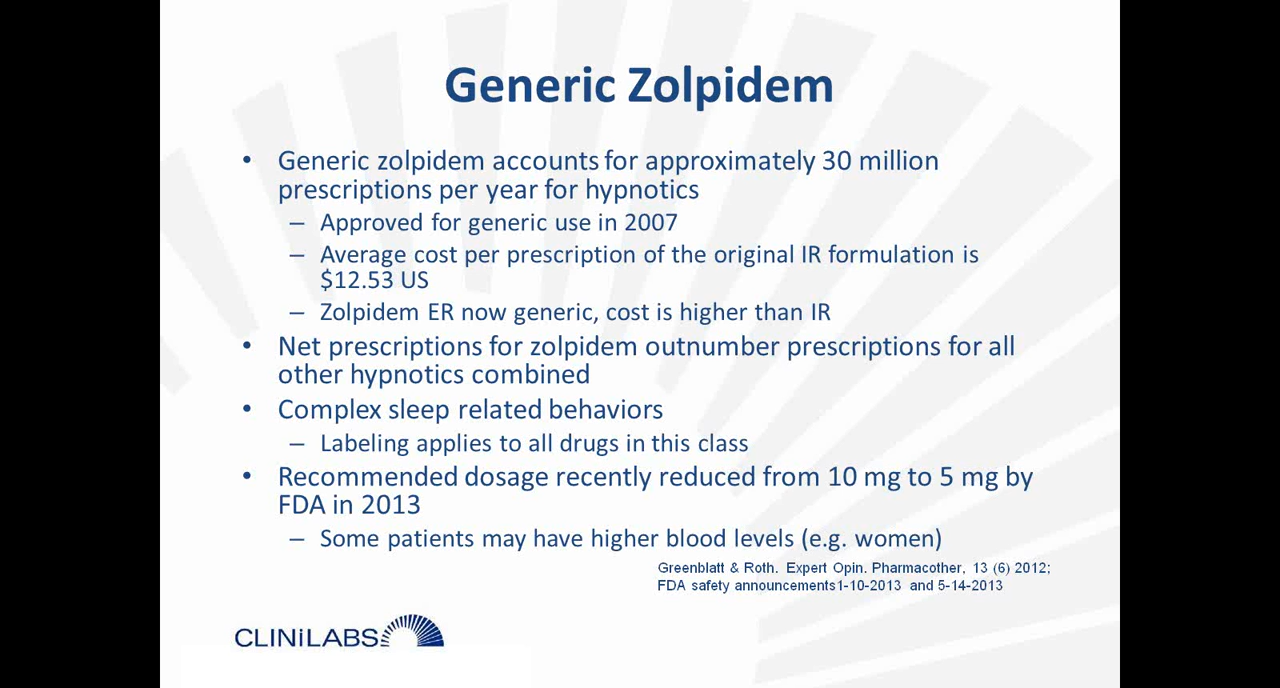 Generic Zolpidem
• Generic zolpidem accounts for approximately 30 million
prescriptions per year for hypnotics
– Approved for generic use in 2007
– Average cost per prescription of the original IR formulation is
$12.53 US
– Zolpidem ER now generic, cost is higher than IR
• Net prescriptions for zolpidem outnumber prescriptions for all
other hypnotics combined
• Complex sleep related behaviors
– Labeling applies to all drugs in this class
• Recommended dosage recently reduced from 10 mg to 5 mg by
FDA in 2013
– Some patients may have higher blood levels (e.g. women)
Greenblatt & Roth. Expert Opin. Pharmacother, 13 (6) 2012;
FDA safety announcements1-10-2013 and 5-14-2013
CLINiLABS